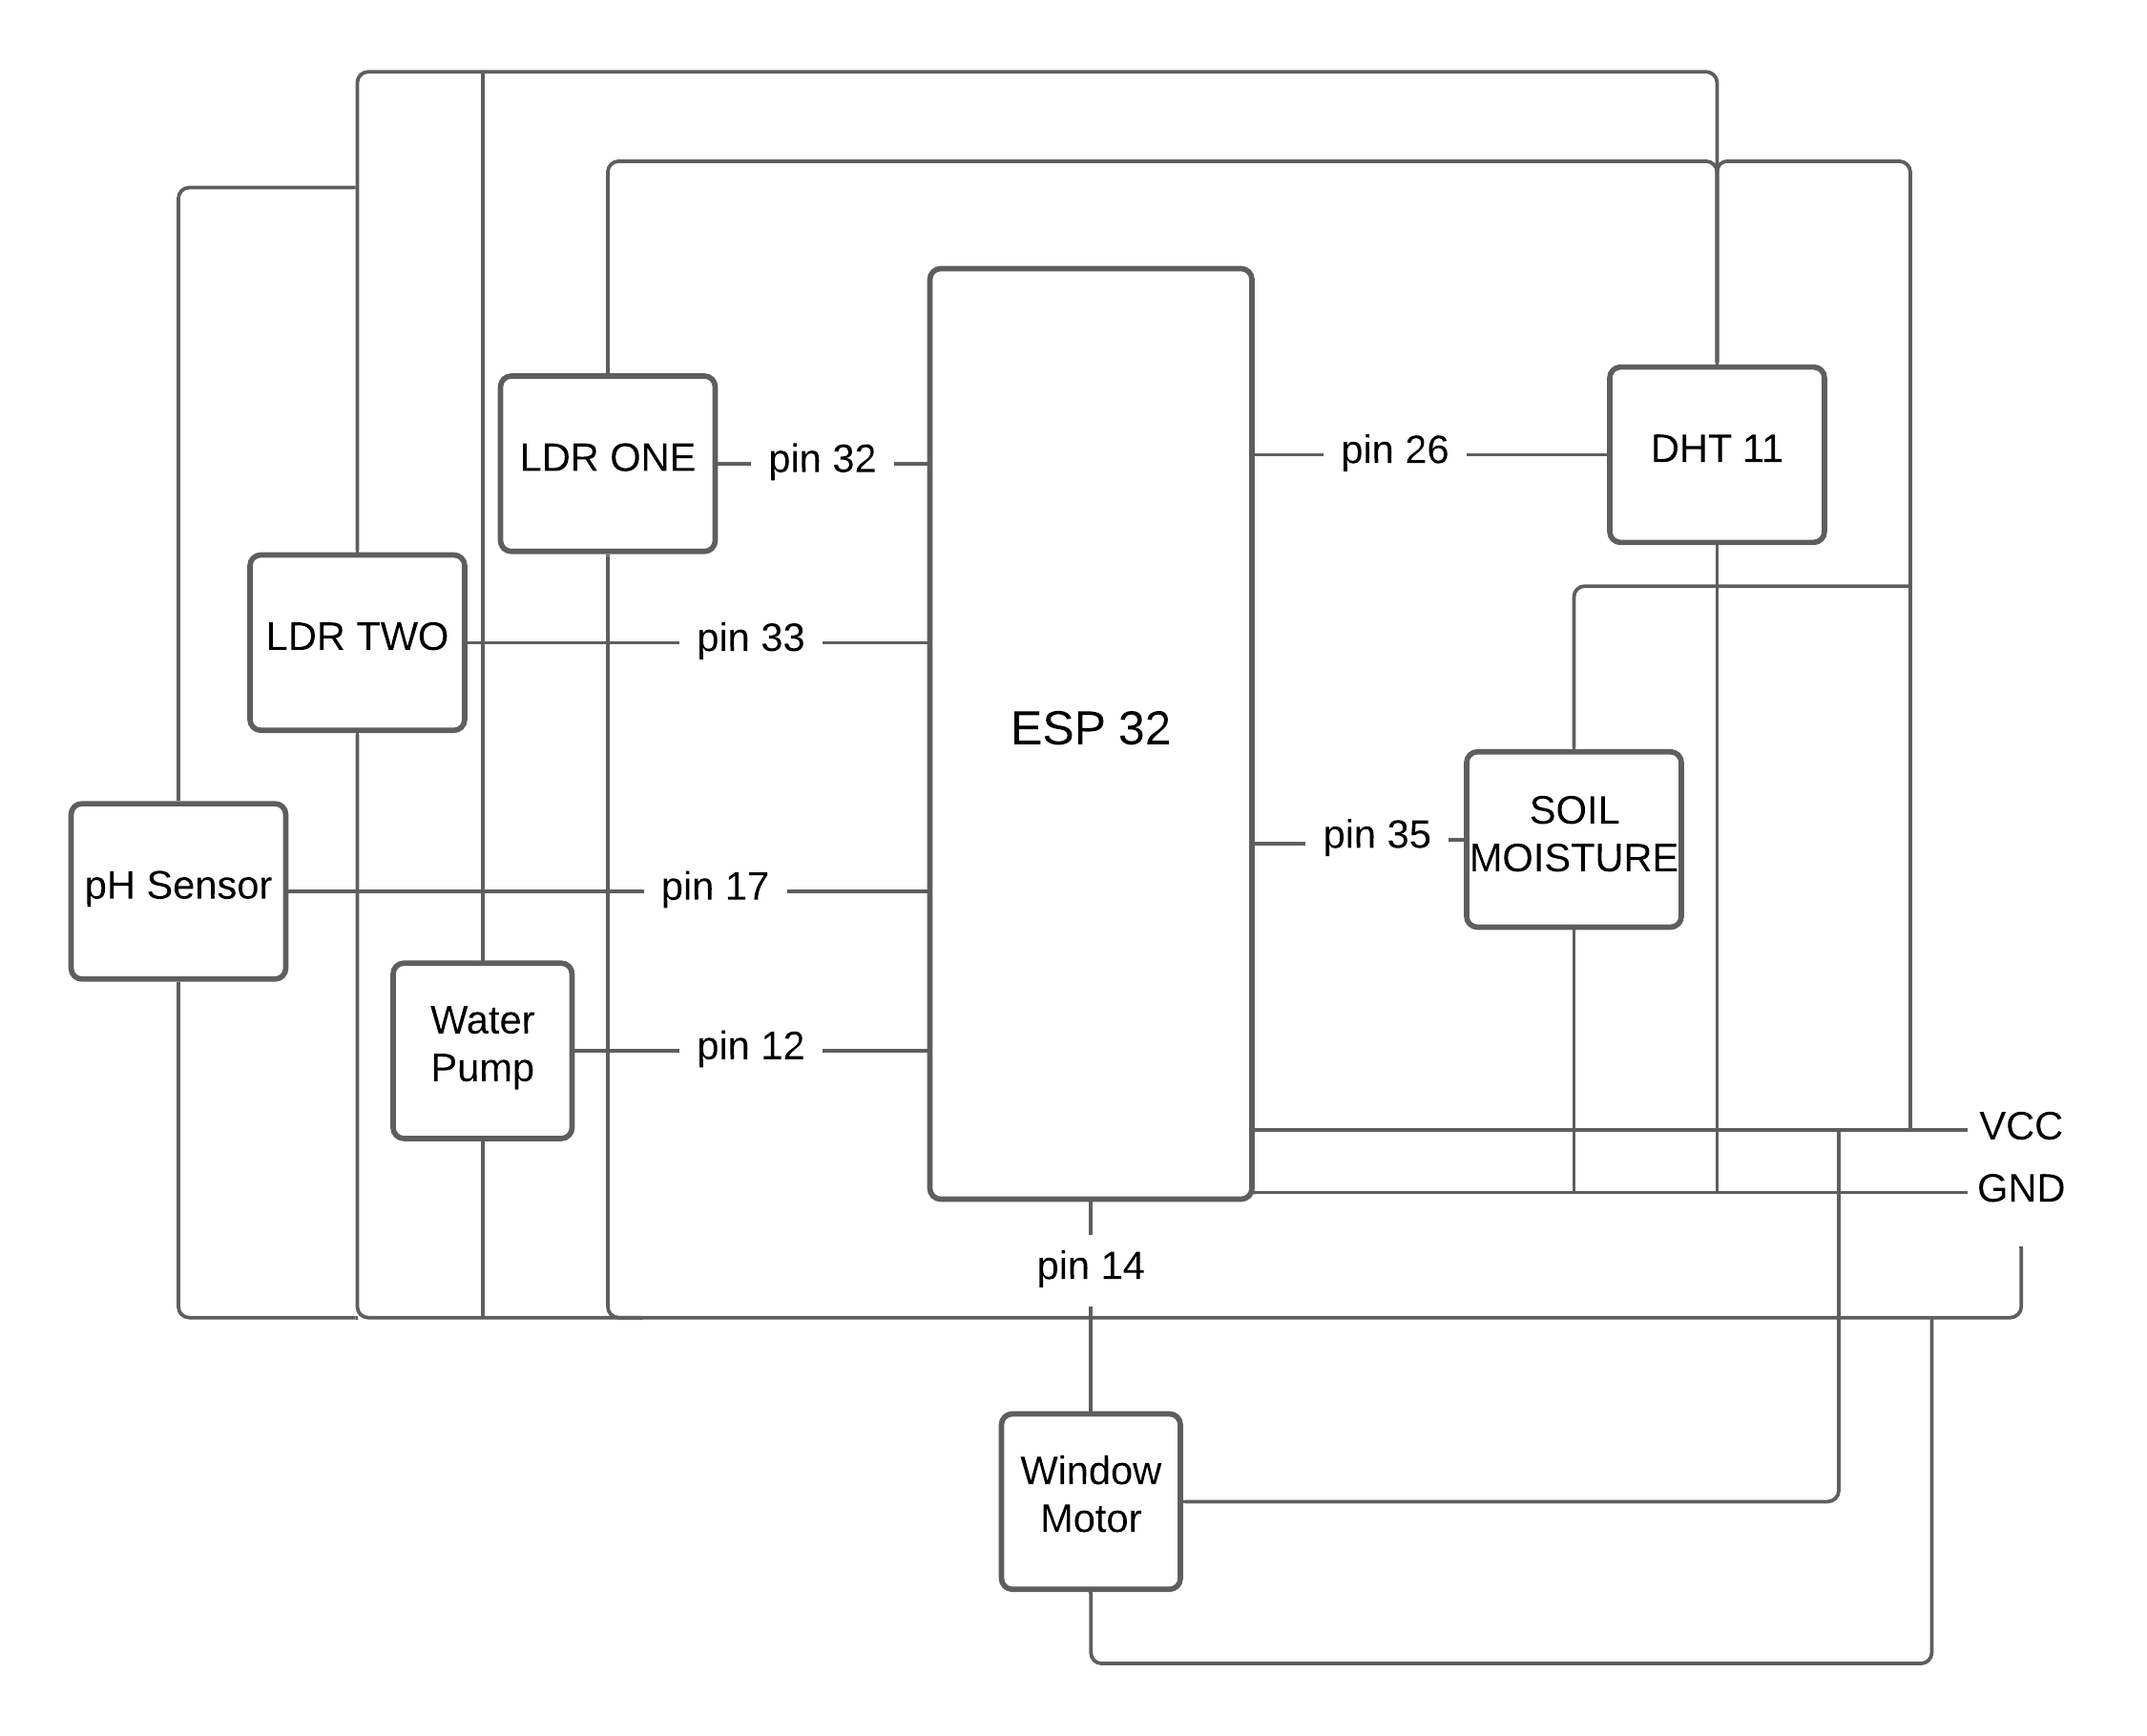 LDR ONE
pin 32
pin 26
DHT 11
LDR TWO
pin 33
ESP 32
SOIL
MOISTURE
pin 35
pH Sensor
pin 17
Water
Pump
pin 12
VCC
GND
pin 14
Window
Motor